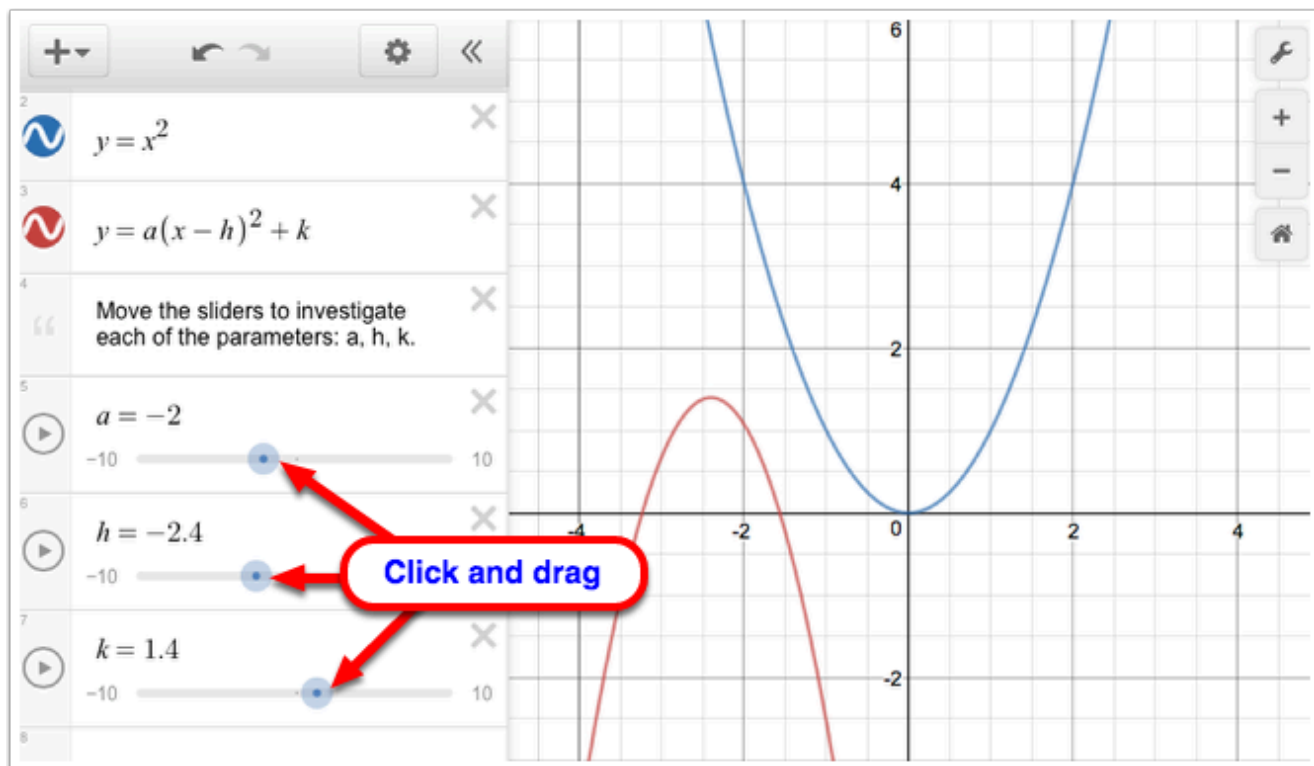 2
y = x²
3
y = a(x − h)² + k
4
Move the sliders to investigate
each of the parameters: a, h, k.
5
a = −2
−10 10
6
h = −2.4
−10
7
k = 1.4
−10 10
8
Click and drag
6
4
2
-4 -2 0 2 4
-2